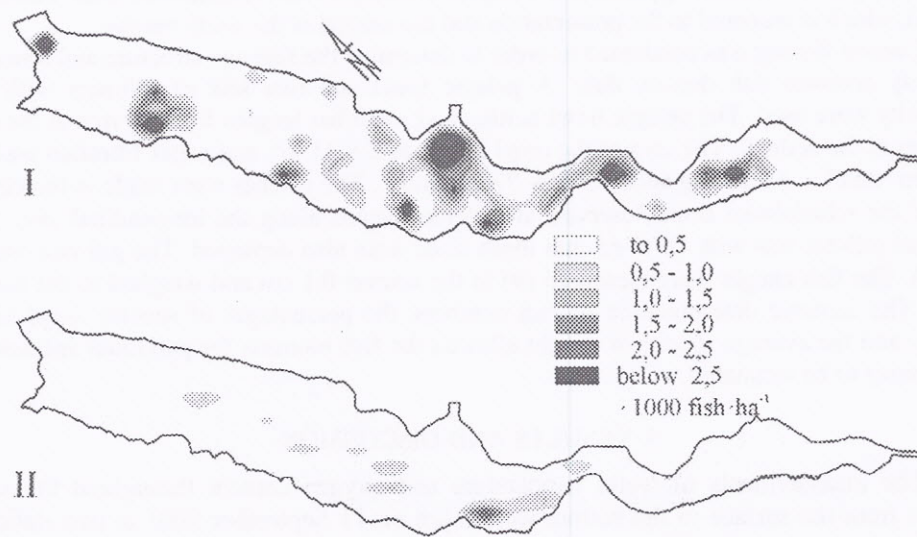 I
to 0,5
0,5 - 1,0
1,0 - 1,5
1,5 - 2,0
2,0 - 2,5
below 2,5
· 1000 fish·ha⁻¹
II